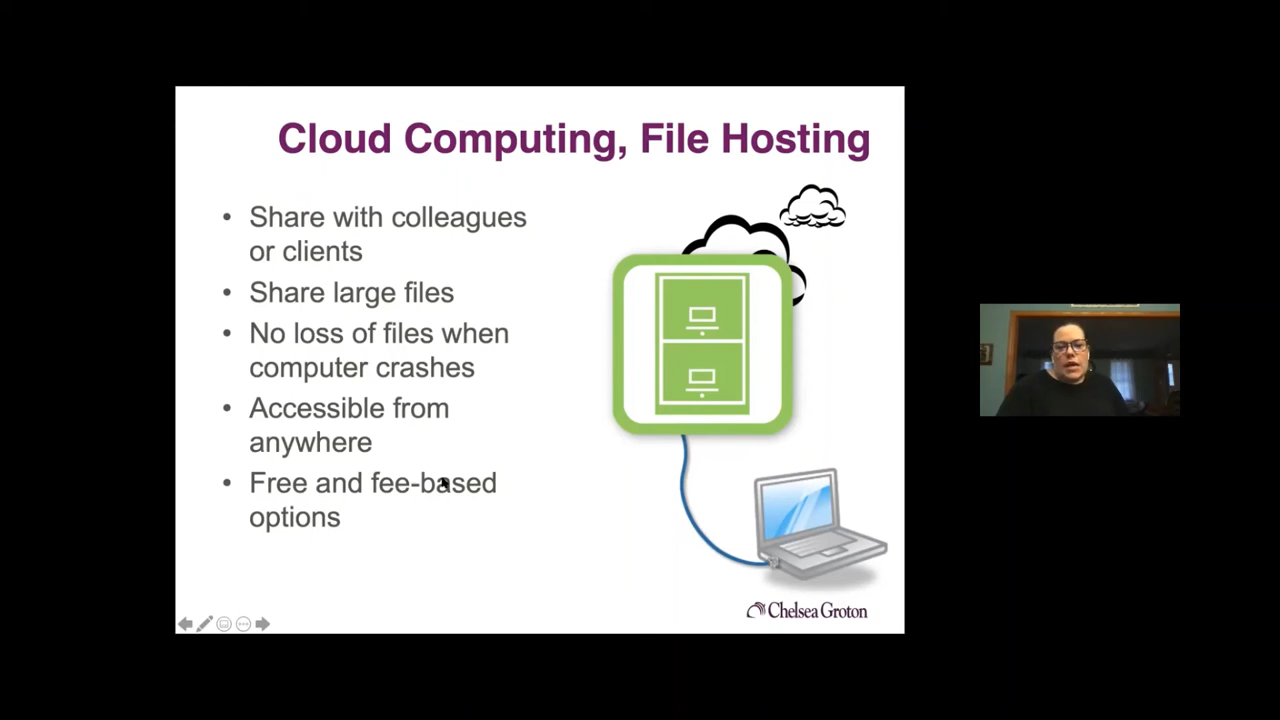 Cloud Computing, File Hosting
• Share with colleagues
or clients
• Share large files
• No loss of files when
computer crashes
• Accessible from
anywhere
• Free and fee-based
options
Chelsea Groton